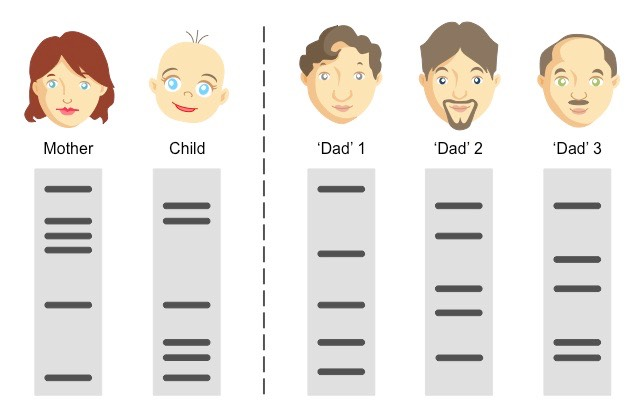 Mother
Child
‘Dad’ 1
‘Dad’ 2
‘Dad’ 3